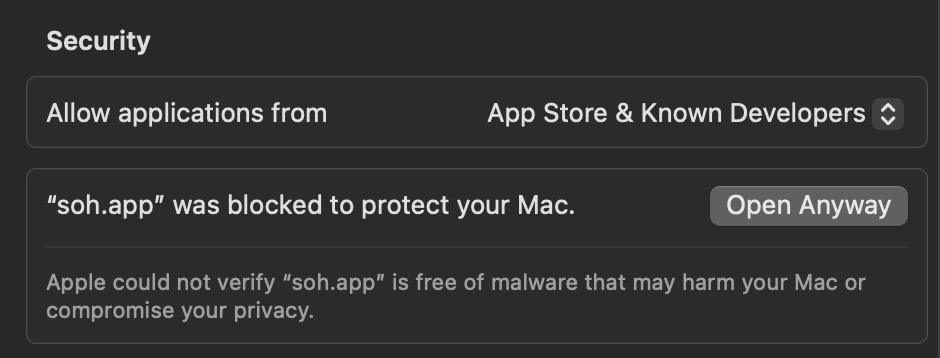 Security
Allow applications from
App Store & Known Developers
“soh.app” was blocked to protect your Mac.
Open Anyway
Apple could not verify “soh.app” is free of malware that may harm your Mac or
compromise your privacy.